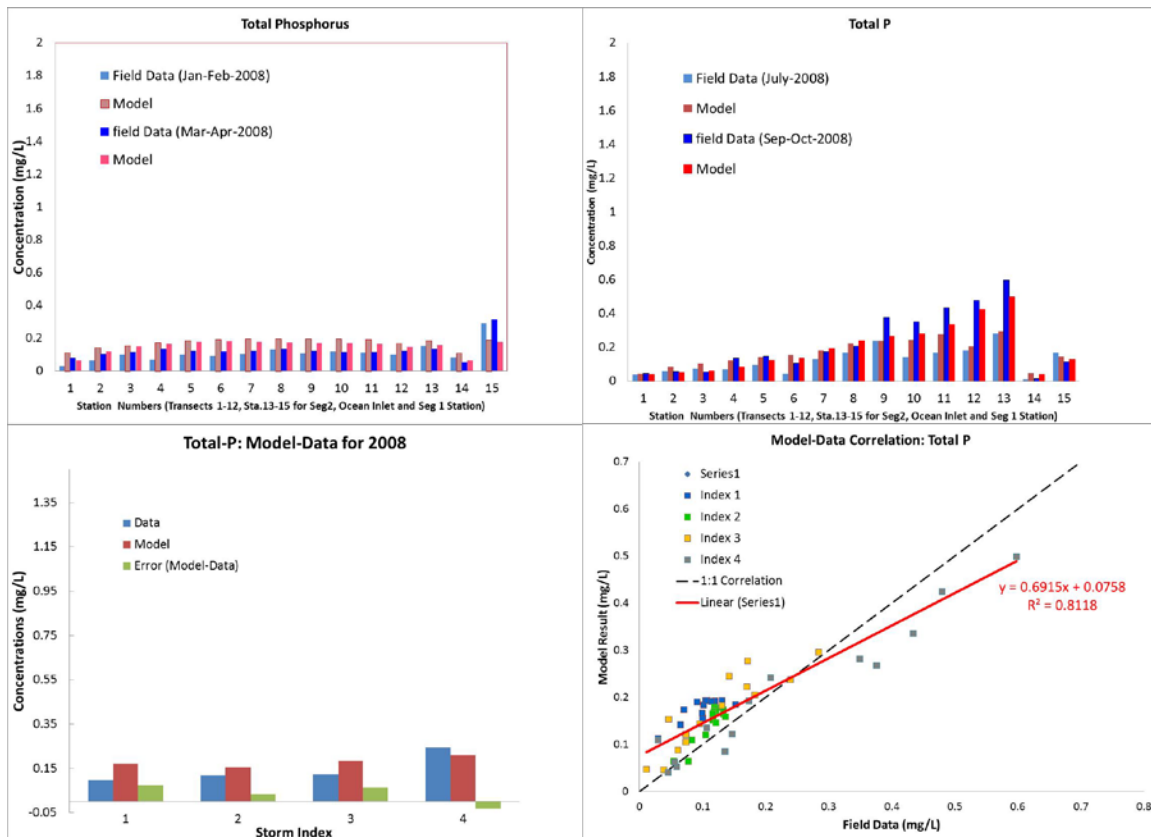 Total Phosphorus
2
1.8
1.6
1.4
1.2
1
0.8
0.6
0.4
0.2
0
Concentration (mg/L)
Field Data (Jan-Feb-2008)
Model
field Data (Mar-Apr-2008)
Model
1 2 3 4 5 6 7 8 9 10 11 12 13 14 15
Station Numbers (Transects 1-12, Sta.13-15 for Seg2, Ocean Inlet and Seg 1 Station)
Total P
2
1.8
1.6
1.4
1.2
1
0.8
0.6
0.4
0.2
0
Concentration (mg/L)
Field Data (July-2008)
Model
field Data (Sep-Oct-2008)
Model
1 2 3 4 5 6 7 8 9 10 11 12 13 14 15
Station Numbers (Transects 1-12, Sta.13-15 for Seg2, Ocean Inlet and Seg 1 Station)
Total-P: Model-Data for 2008
1.35
1.15
0.95
0.75
0.55
0.35
0.15
-0.05
Concentrations (mg/L)
Data
Model
Error (Model-Data)
1 2 3 4
Storm Index
Model-Data Correlation: Total P
0.7
0.6
0.5
0.4
0.3
0.2
0.1
0
Model Result (mg/L)
Series1
Index 1
Index 2
Index 3
Index 4
1:1 Correlation
Linear (Series1)
y = 0.6915x + 0.0758
R² = 0.8118
0 0.1 0.2 0.3 0.4 0.5 0.6 0.7
Field Data (mg/L)